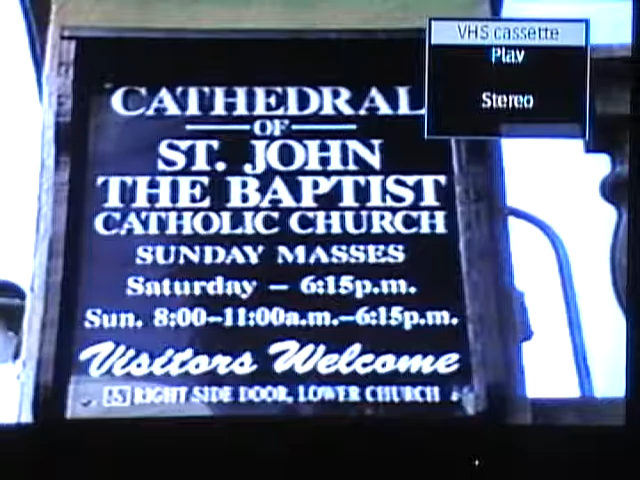 VHS cassette
Play
Stereo
CATHEDRAL
OF
ST. JOHN
THE BAPTIST
CATHOLIC CHURCH
SUNDAY MASSES
Saturday – 6:15p.m.
Sun. 8:00–11:00a.m.–6:15p.m.
Visitors Welcome
RIGHT SIDE DOOR, LOWER CHURCH